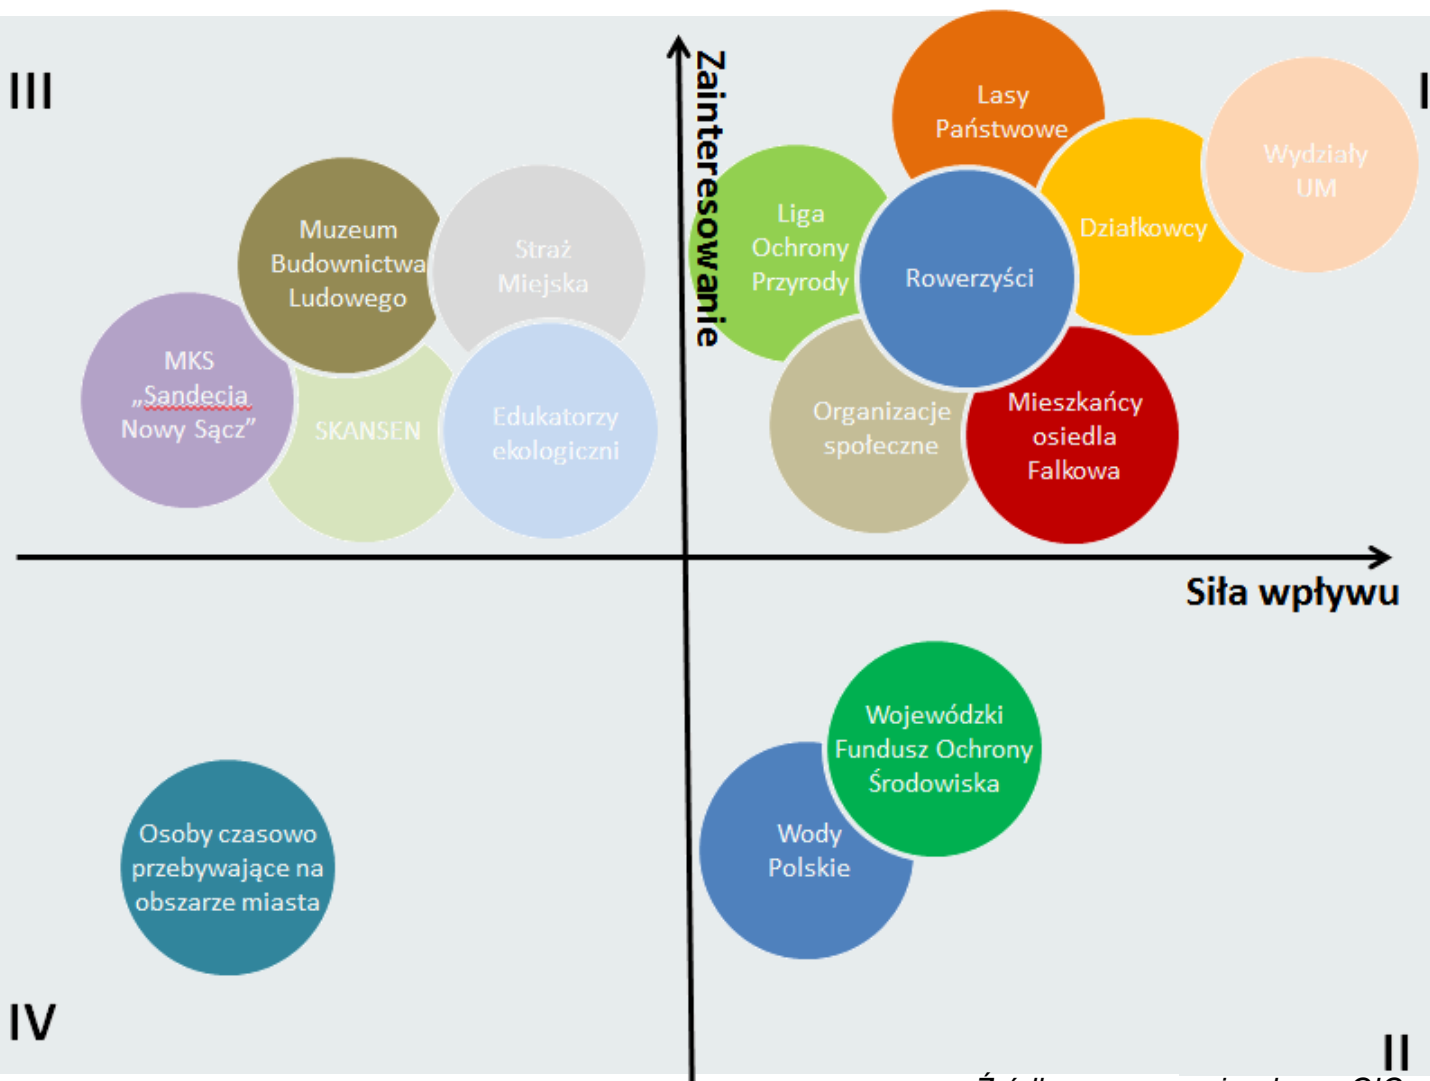 III
I
Zainteresowanie
Lasy
Państwowe
Wydziały
UM
Liga
Ochrony
Przyrody
Działkowcy
Rowerzyści
Muzeum
Budownictwa
Ludowego
Straż
Miejska
MKS
„Sandecja
Nowy Sącz”
SKANSEN
Edukatorzy
ekologiczni
Organizacje
społeczne
Mieszkańcy
osiedla
Falkowa
Siła wpływu
Wojewódzki
Fundusz Ochrony
Środowiska
Wody
Polskie
Osoby czasowo
przebywające na
obszarze miasta
IV
II